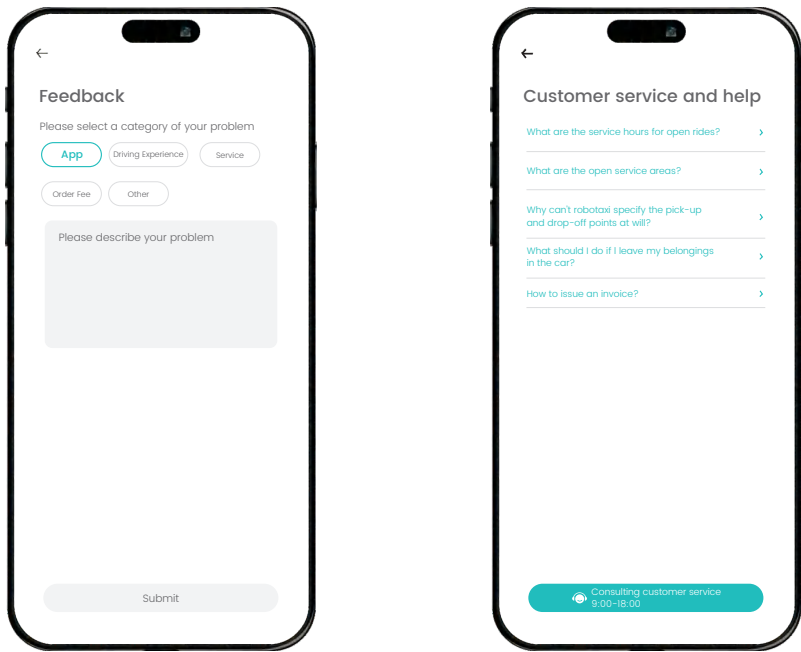 Feedback
Please select a category of your problem
App
Driving Experience
Service
Order Fee
Other
Please describe your problem
Submit
Customer service and help
What are the service hours for open rides?
What are the open service areas?
Why can't robotaxi specify the pick-up
and drop-off points at will?
What should I do if I leave my belongings
in the car?
How to issue an invoice?
Consulting customer service
9:00-18:00